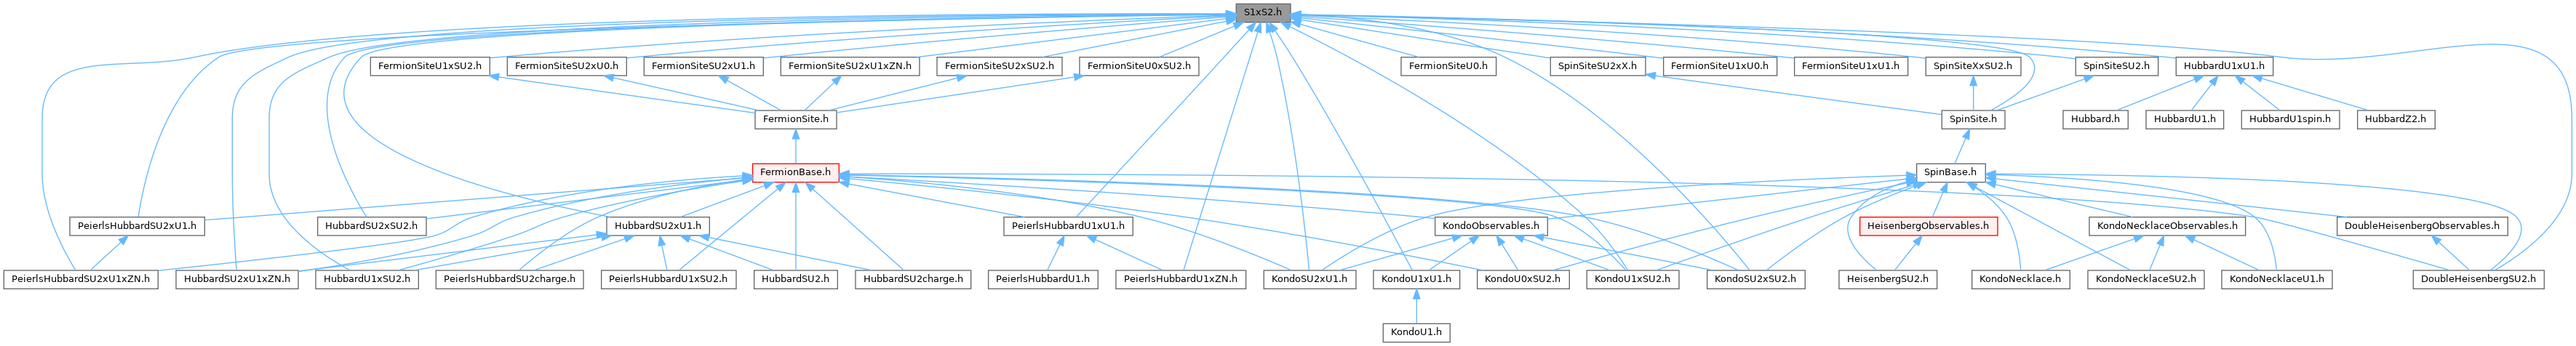 S1xS2.h
FermionSiteU1xSU2.h
FermionSiteSU2xU0.h
FermionSiteSU2xU1.h
FermionSiteSU2xU1xZN.h
FermionSiteSU2xSU2.h
FermionSiteU0xSU2.h
FermionSiteU0.h
SpinSiteSU2xX.h
FermionSiteU1xU0.h
FermionSiteU1xU1.h
SpinSiteXxSU2.h
SpinSiteSU2.h
HubbardU1xU1.h
FermionSite.h
SpinSite.h
Hubbard.h
HubbardU1.h
HubbardU1spin.h
HubbardZ2.h
FermionBase.h
SpinBase.h
PeierlsHubbardSU2xU1.h
HubbardSU2xSU2.h
HubbardSU2xU1.h
PeierlsHubbardU1xU1.h
KondoObservables.h
HeisenbergObservables.h
KondoNecklaceObservables.h
DoubleHeisenbergObservables.h
PeierlsHubbardSU2xU1xZN.h
HubbardSU2xU1xZN.h
HubbardU1xSU2.h
PeierlsHubbardSU2charge.h
PeierlsHubbardU1xSU2.h
HubbardSU2.h
HubbardSU2charge.h
PeierlsHubbardU1.h
PeierlsHubbardU1xZN.h
KondoSU2xU1.h
KondoU1xU1.h
KondoU0xSU2.h
KondoU1xSU2.h
KondoSU2xSU2.h
HeisenbergSU2.h
KondoNecklace.h
KondoNecklaceSU2.h
KondoNecklaceU1.h
DoubleHeisenbergSU2.h
KondoU1.h